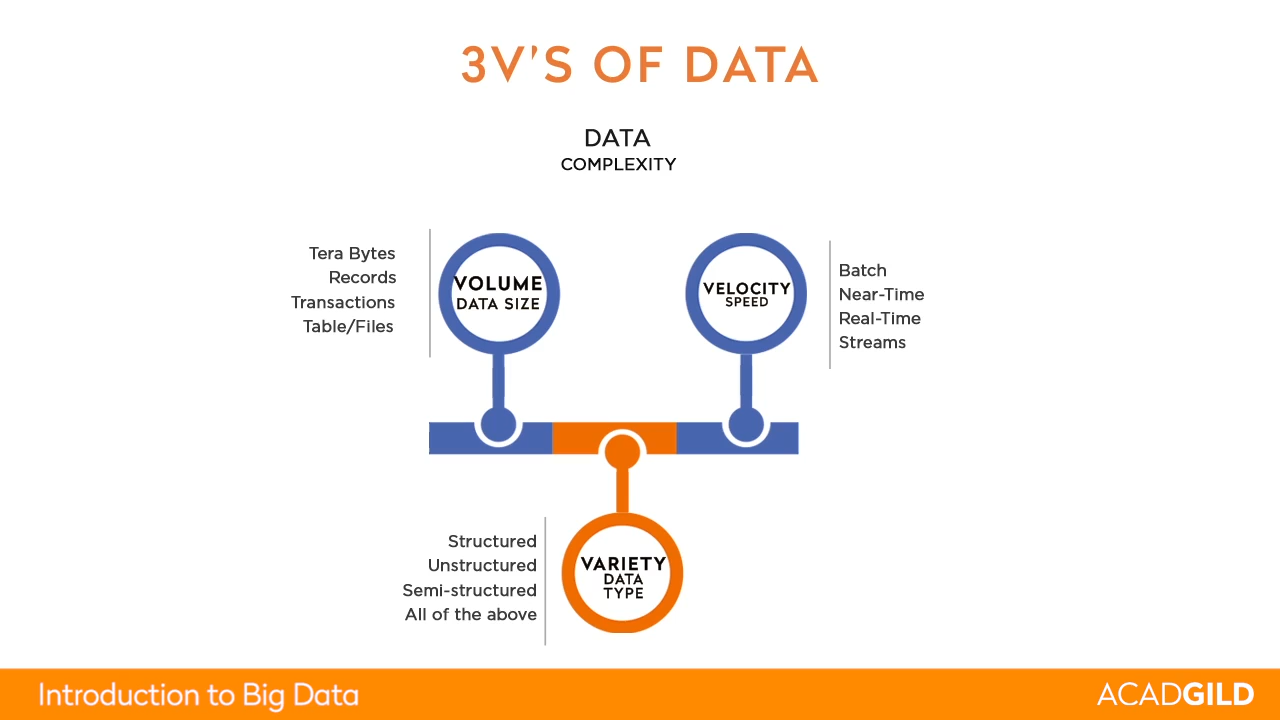 3V'S OF DATA
DATA
COMPLEXITY
Tera Bytes
Records
Transactions
Table/Files
VOLUME
DATA SIZE
VELOCITY
SPEED
Batch
Near-Time
Real-Time
Streams
Structured
Unstructured
Semi-structured
All of the above
VARIETY
DATA
TYPE
Introduction to Big Data
ACADGILD